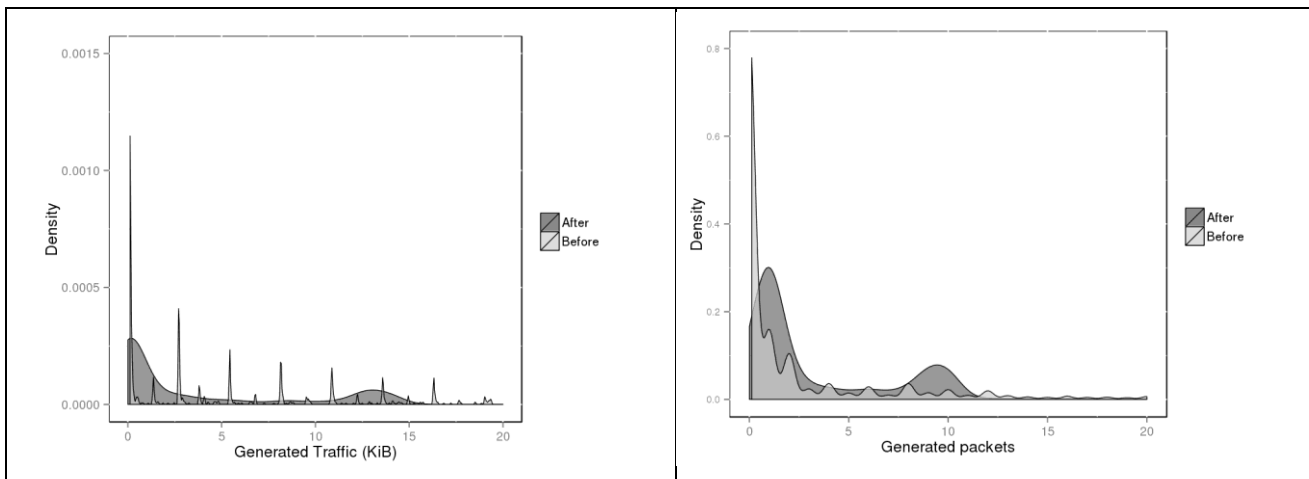 0.0015
0.0010
0.0005
0.0000
Density
0
5
10
15
20
Generated Traffic (KiB)
After
Before
0.8
0.6
0.4
0.2
0.0
Density
0
5
10
15
20
Generated packets
After
Before